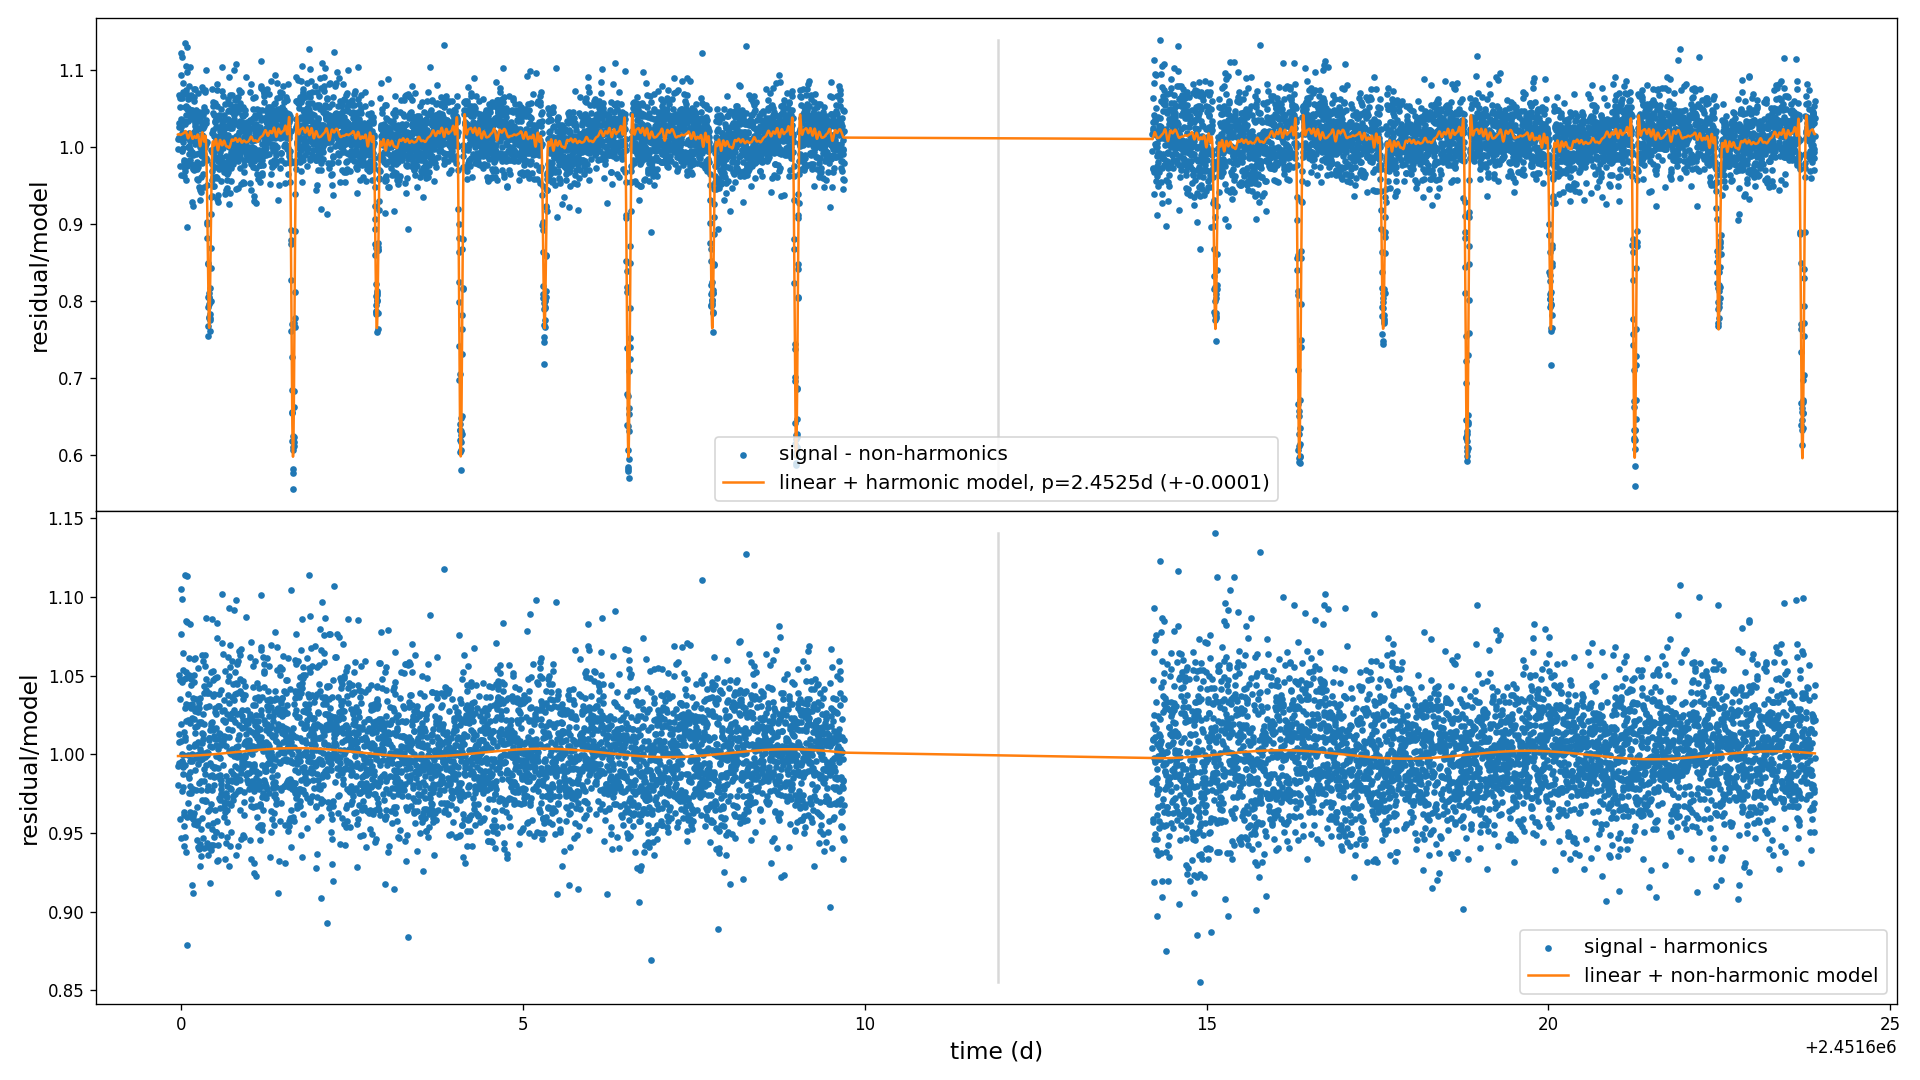 1.1
1.0
0.9
0.8
0.7
0.6
residual/model
signal - non-harmonics
linear + harmonic model, p=2.4525d (+-0.0001)
1.15
1.10
1.05
1.00
0.95
0.90
0.85
residual/model
signal - harmonics
linear + non-harmonic model
0 5 10 15 20 25
time (d)
+2.4516e6